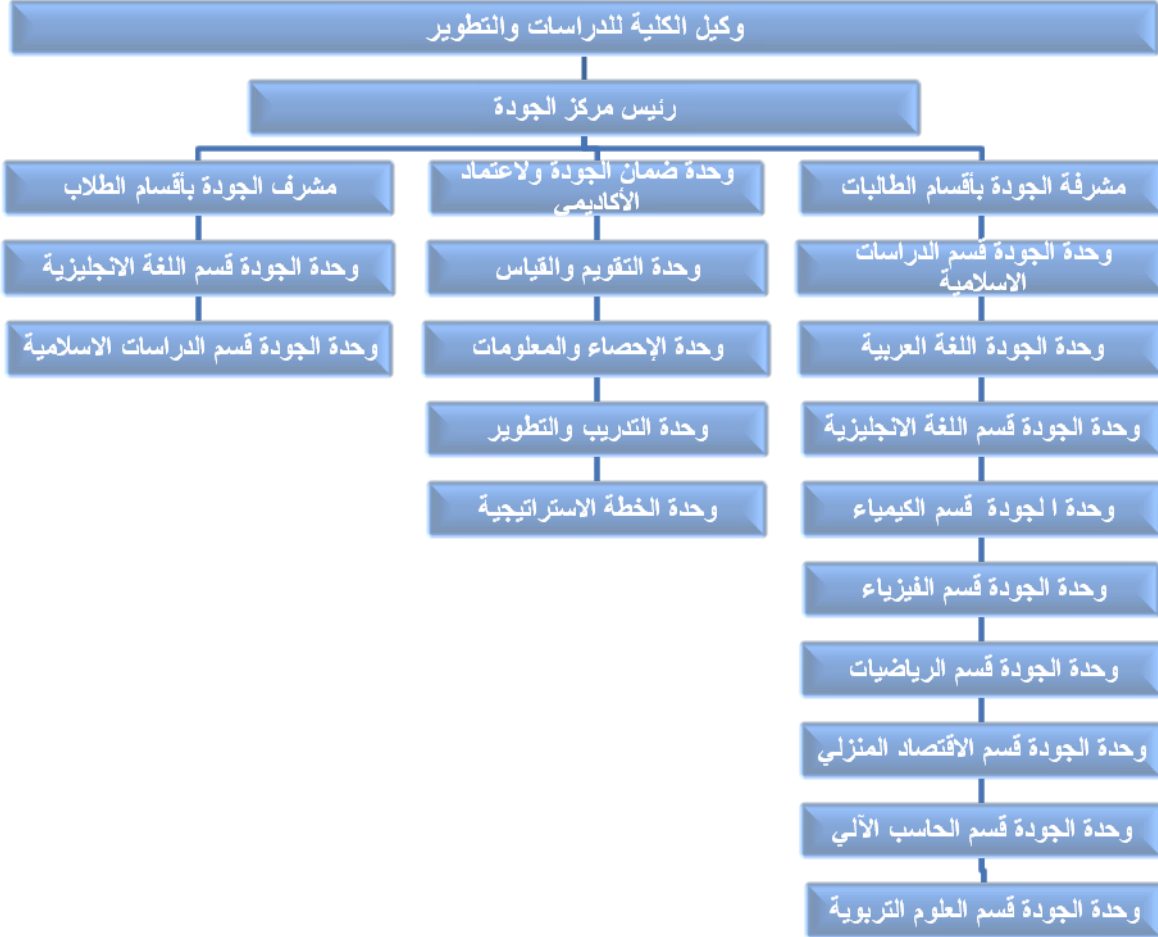 وكيل الكلية للدراسات والتطوير
رئيس مركز الجودة
مشرفة الجودة بأقسام الطالبات
وحدة الجودة قسم الدراسات
الاسلامية
وحدة الجودة اللغة العربية
وحدة الجودة قسم اللغة الانجليزية
وحدة ا لجودة قسم الكيمياء
وحدة الجودة قسم الفيزياء
وحدة الجودة قسم الرياضيات
وحدة الجودة قسم الاقتصاد المنزلي
وحدة الجودة قسم الحاسب الآلي
وحدة الجودة قسم العلوم التربوية
وحدة ضمان الجودة ولاعتماد
الأكاديمي
وحدة التقويم والقياس
وحدة الإحصاء والمعلومات
وحدة التدريب والتطوير
وحدة الخطة الاستراتيجية
مشرف الجودة بأقسام الطلاب
وحدة الجودة قسم اللغة الانجليزية
وحدة الجودة قسم الدراسات الاسلامية